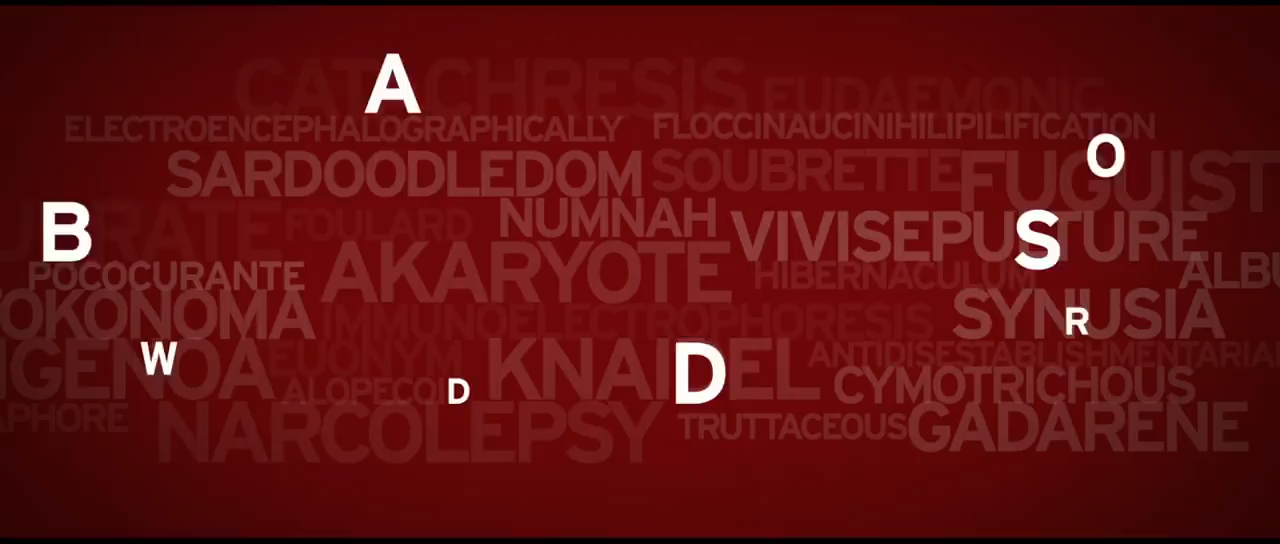 CATACHRESIS EUDAEMONIC
A
ELECTROENCEPHALOGRAPHICALLY FLOCCINAUCINIHILIPILIFICATION
O
SARDOODLEDOM SOUBRETTE FUGUIST
B
FOULARD NUMNAH VIVISEPULTURE
S
POCOCURANTE AKARYOTE HIBERNACULUM
SYNUSIA
OKONOMA IMMUNOELECTROPHORESIS
R
W
EUONYM KNAIDEL ANTIDISESTABLISHMENTARIAN
D
D
CYMOTRICHOUS
APHORE NARCOLEPSY TRUTTACEOUS GADARENE